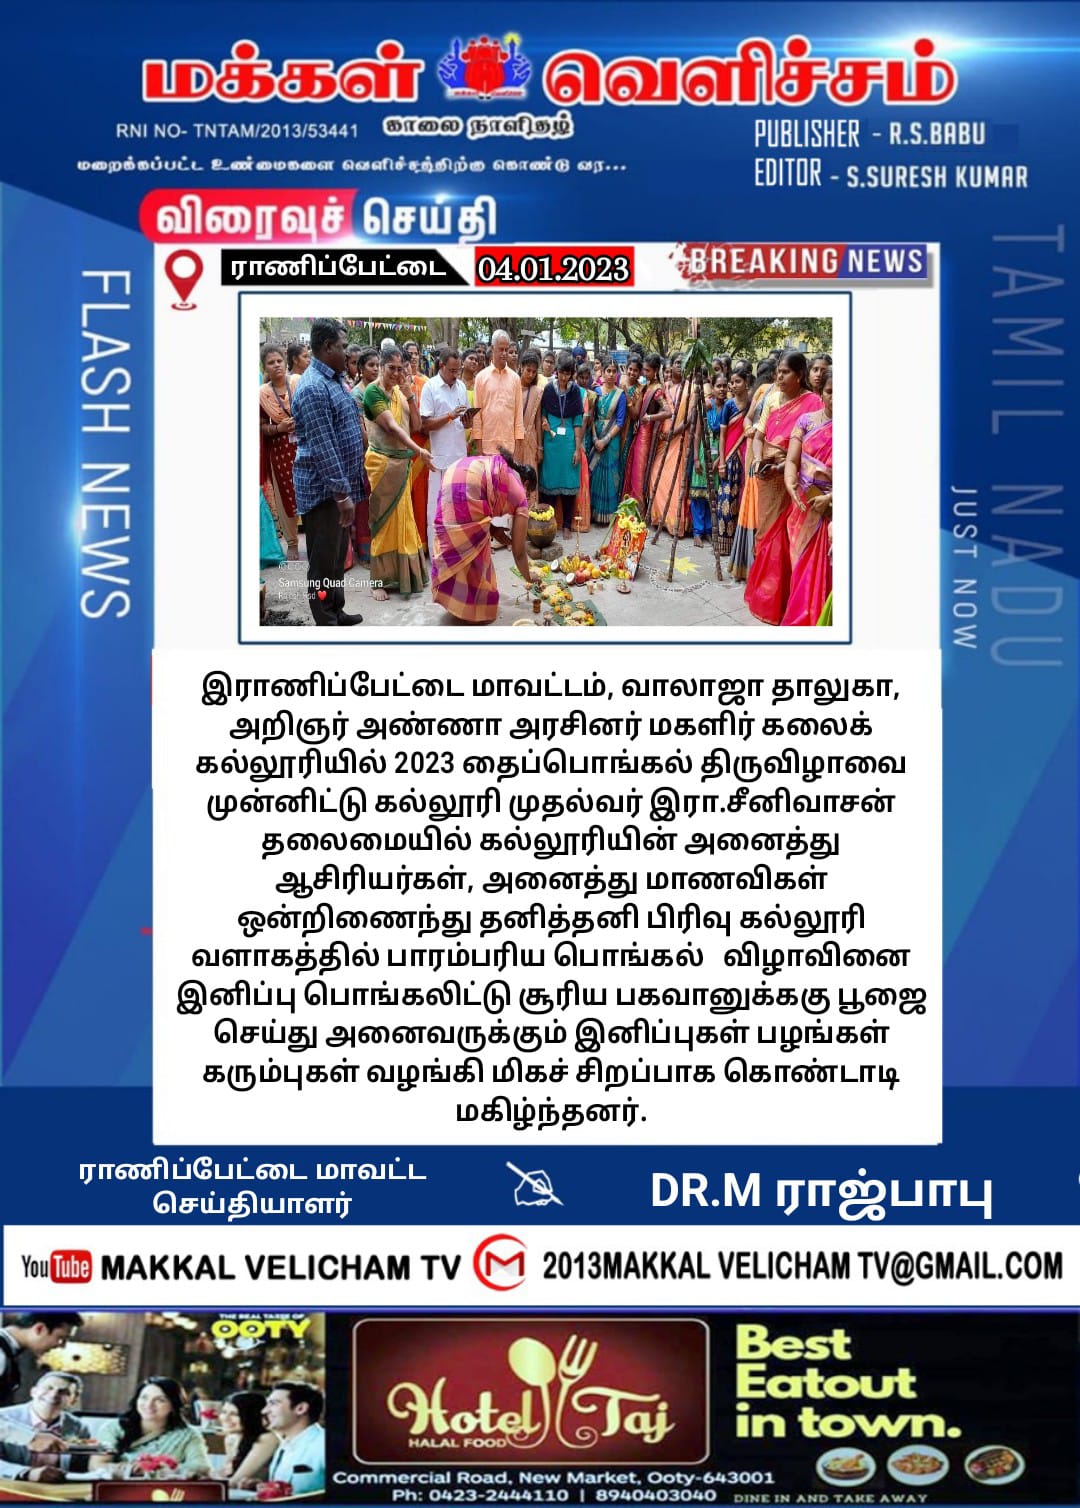 மக்கள் வெளிச்சம்
RNI NO- TNTAM/2013/53441 காலை நாளிதழ்
மறைக்கப்பட்ட உண்மைகளை வெளிச்சத்திற்கு கொண்டு வர...
PUBLISHER - R.S.BABU
EDITOR - S.SURESH KUMAR
விரைவுச் செய்தி
ராணிப்பேட்டை 04.01.2023 BREAKING NEWS
FLASH NEWS
TAMIL NADU
JUST NOW
Samsung Quad Camera
இராணிப்பேட்டை மாவட்டம், வாலாஜா தாலுகா,
அறிஞர் அண்ணா அரசினர் மகளிர் கலைக்
கல்லூரியில் 2023 தைப்பொங்கல் திருவிழாவை
முன்னிட்டு கல்லூரி முதல்வர் இரா.சீனிவாசன்
தலைமையில் கல்லூரியின் அனைத்து
ஆசிரியர்கள், அனைத்து மாணவிகள்
ஒன்றிணைந்து தனித்தனி பிரிவு கல்லூரி
வளாகத்தில் பாரம்பரிய பொங்கல் விழாவினை
இனிப்பு பொங்கலிட்டு சூரிய பகவானுக்ககு பூஜை
செய்து அனைவருக்கும் இனிப்புகள் பழங்கள்
கரும்புகள் வழங்கி மிகச் சிறப்பாக கொண்டாடி
மகிழ்ந்தனர்.
ராணிப்பேட்டை மாவட்ட
செய்தியாளர்
DR.M ராஜ்பாபு
YouTube MAKKAL VELICHAM TV 2013MAKKAL VELICHAM TV@GMAIL.COM
THE REAL TASTE OF
OOTY
Hotel Taj
HALAL FOOD
Best
Eatout
in town.
Commercial Road, New Market, Ooty-643001
Ph: 0423-2444110 | 8940403040
DINE IN AND TAKE AWAY